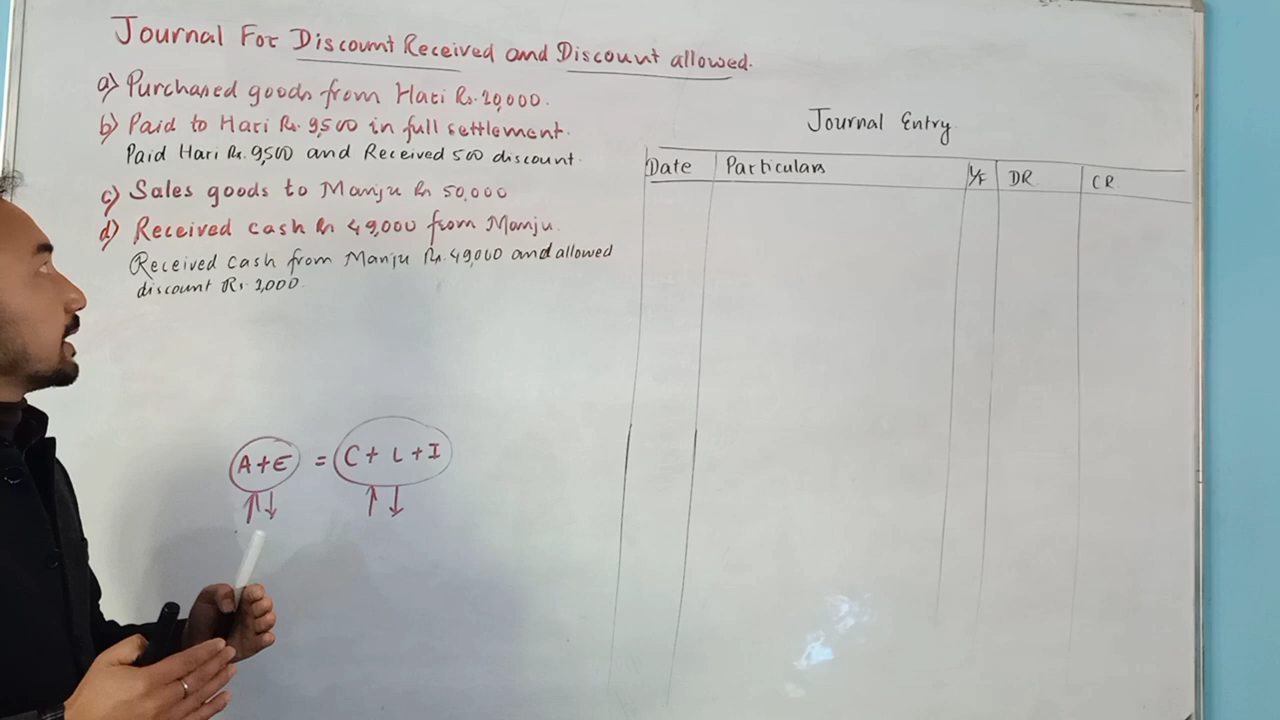 Journal For Discount Received and Discount allowed.
a) Purchased goods from Hari Rs. 10,000.
b) Paid to Hari Rs. 9,500 in full settlement.
Paid Hari Rs. 9,500 and Received 500 discount.
c) Sales goods to Manju Rs 50,000
d) Received cash Rs 49,000 from Manju.
Received cash from Manju Rs. 49,000 and allowed
discount Rs. 1,000.
Journal Entry
Date Particulars L/F DR CR
A+E = C+L+I